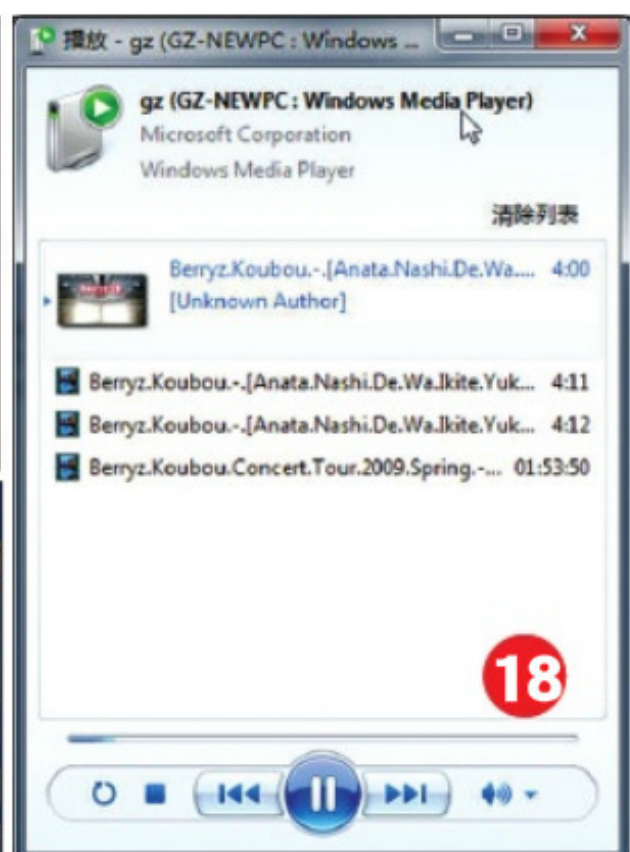 播放 - gz (GZ-NEWPC : Windows ...
gz (GZ-NEWPC : Windows Media Player)
Microsoft Corporation
Windows Media Player
清除列表
Berryz.Koubou.-.[Anata.Nashi.De.Wa.... 4:00
[Unknown Author]
Berryz.Koubou.-.[Anata.Nashi.De.Wa.Ikite.Yuk... 4:11
Berryz.Koubou.-.[Anata.Nashi.De.Wa.Ikite.Yuk... 4:12
Berryz.Koubou.Concert.Tour.2009.Spring.-... 01:53:50
18